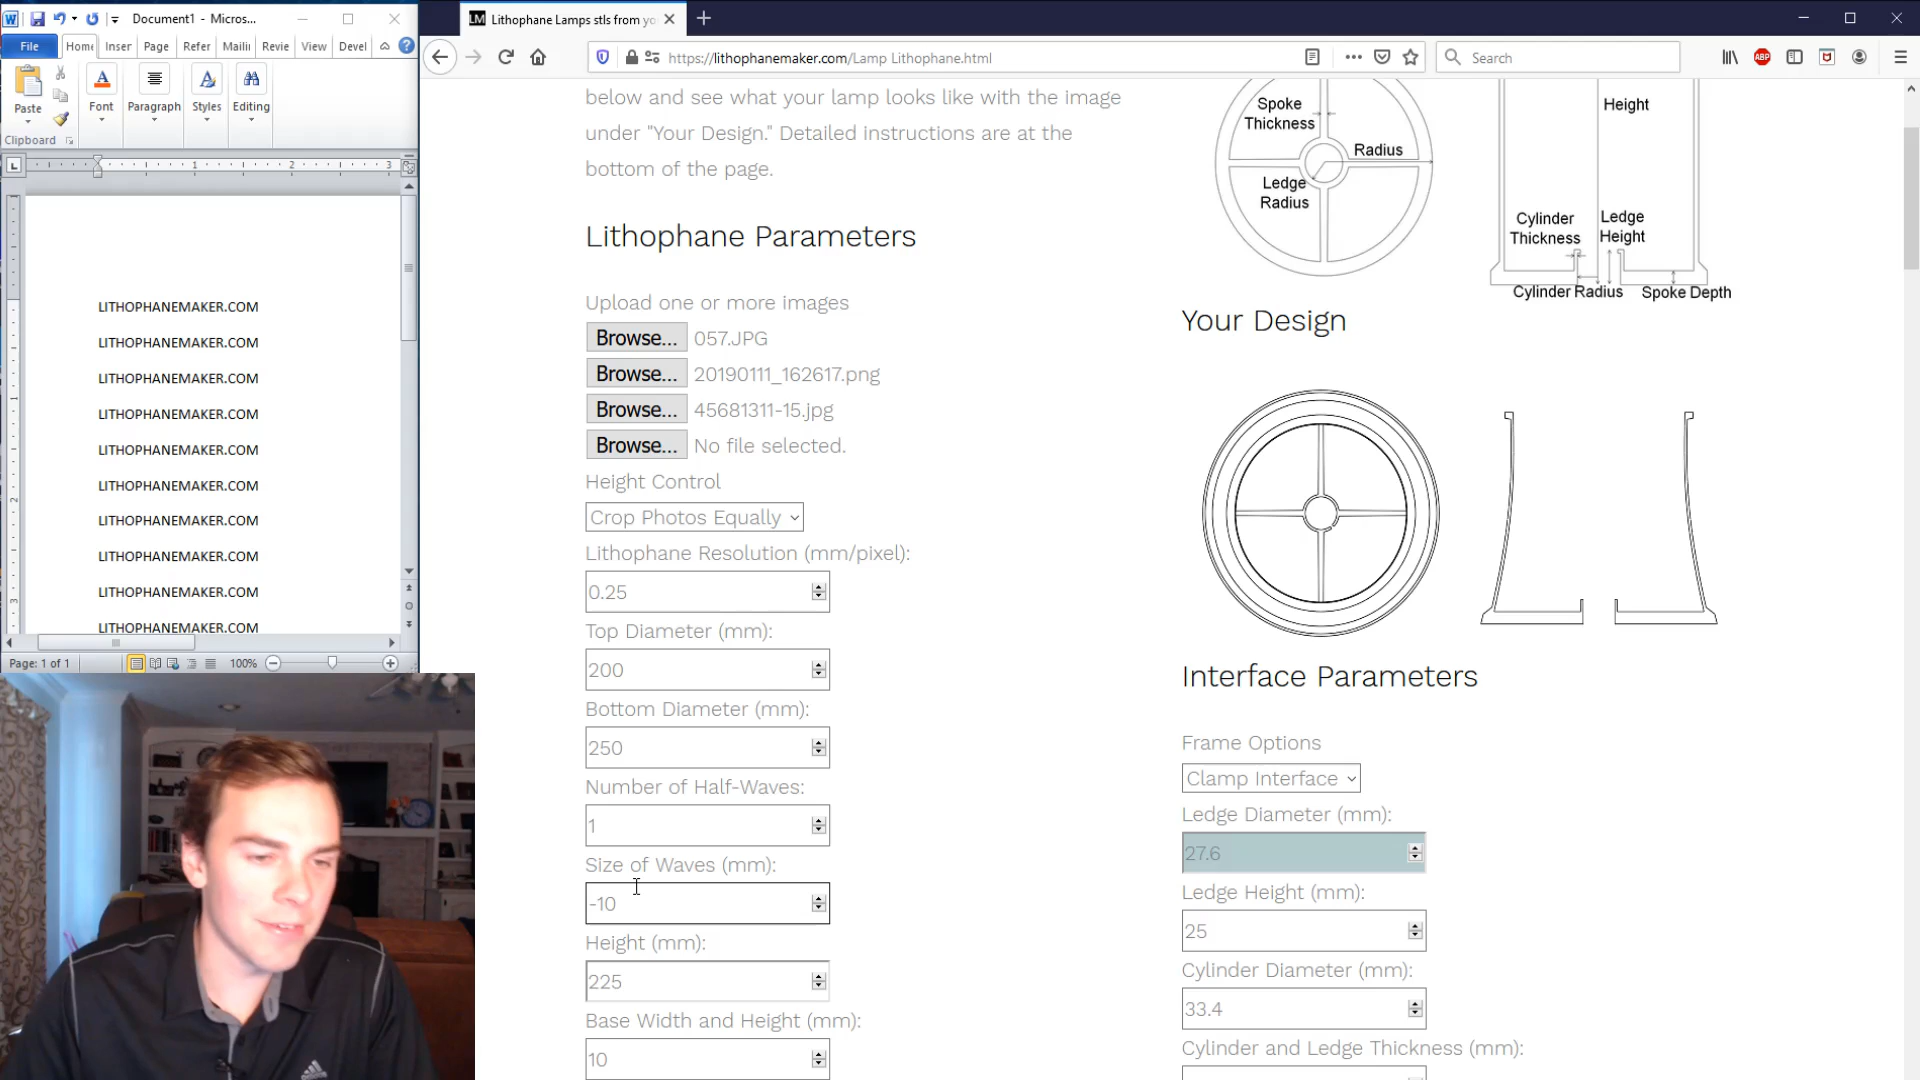 Document1 - Micros...
File Home Inser Page Refer Mailin Revie View Devel
Paste
Font
Paragraph
Styles
Editing
Clipboard
1 2 3
LITHOPHANEMAKER.COM
LITHOPHANEMAKER.COM
LITHOPHANEMAKER.COM
LITHOPHANEMAKER.COM
LITHOPHANEMAKER.COM
LITHOPHANEMAKER.COM
LITHOPHANEMAKER.COM
LITHOPHANEMAKER.COM
LITHOPHANEMAKER.COM
LITHOPHANEMAKER.COM
Page: 1 of 1 100%
adidas
LM Lithophane Lamps stls from yo
https://lithophanemaker.com/Lamp Lithophane.html
Search
ABP
below and see what your lamp looks like with the image
under "Your Design." Detailed instructions are at the
bottom of the page.
Lithophane Parameters
Upload one or more images
Browse... 057.JPG
Browse... 20190111_162617.png
Browse... 45681311-15.jpg
Browse... No file selected.
Height Control
Crop Photos Equally
Lithophane Resolution (mm/pixel):
0.25
Top Diameter (mm):
200
Bottom Diameter (mm):
250
Number of Half-Waves:
1
Size of Waves (mm):
-10
Height (mm):
225
Base Width and Height (mm):
10
Spoke
Thickness
Radius
Ledge
Radius
Height
Cylinder
Thickness
Ledge
Height
Cylinder Radius
Spoke Depth
Your Design
Interface Parameters
Frame Options
Clamp Interface
Ledge Diameter (mm):
27.6
Ledge Height (mm):
25
Cylinder Diameter (mm):
33.4
Cylinder and Ledge Thickness (mm):